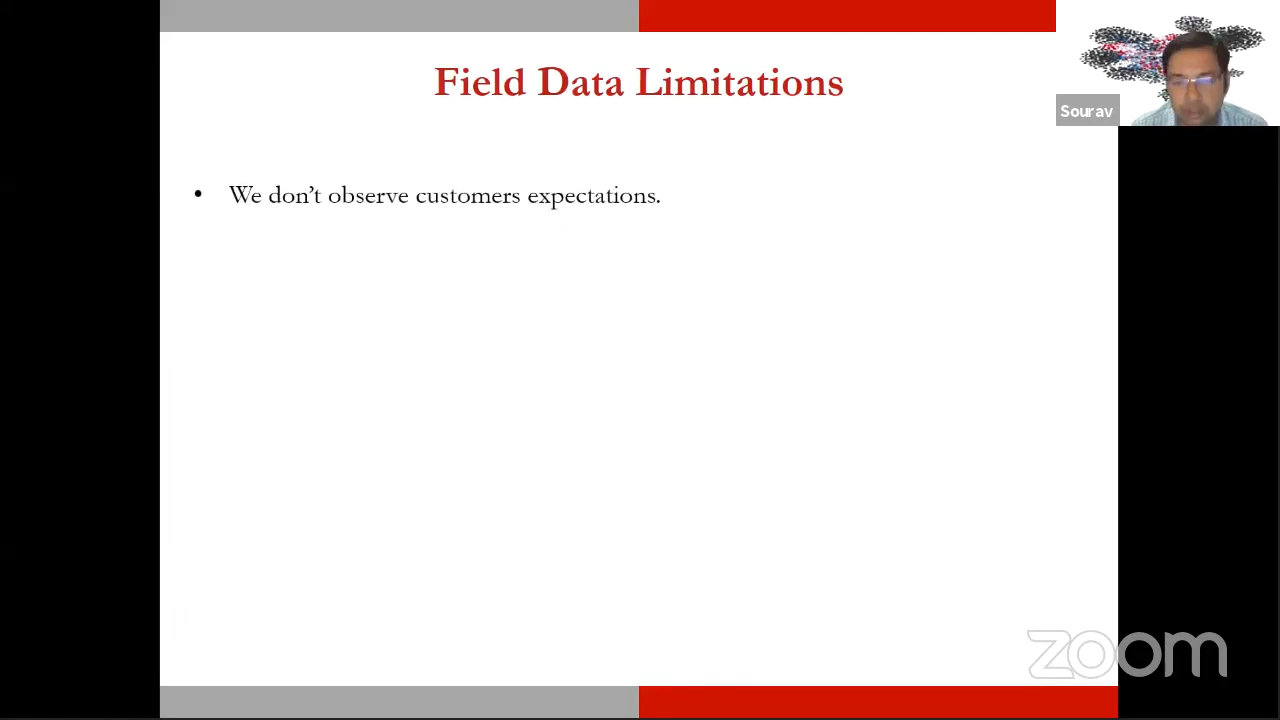 Field Data Limitations
Sourav
• We don’t observe customers expectations.
zoom